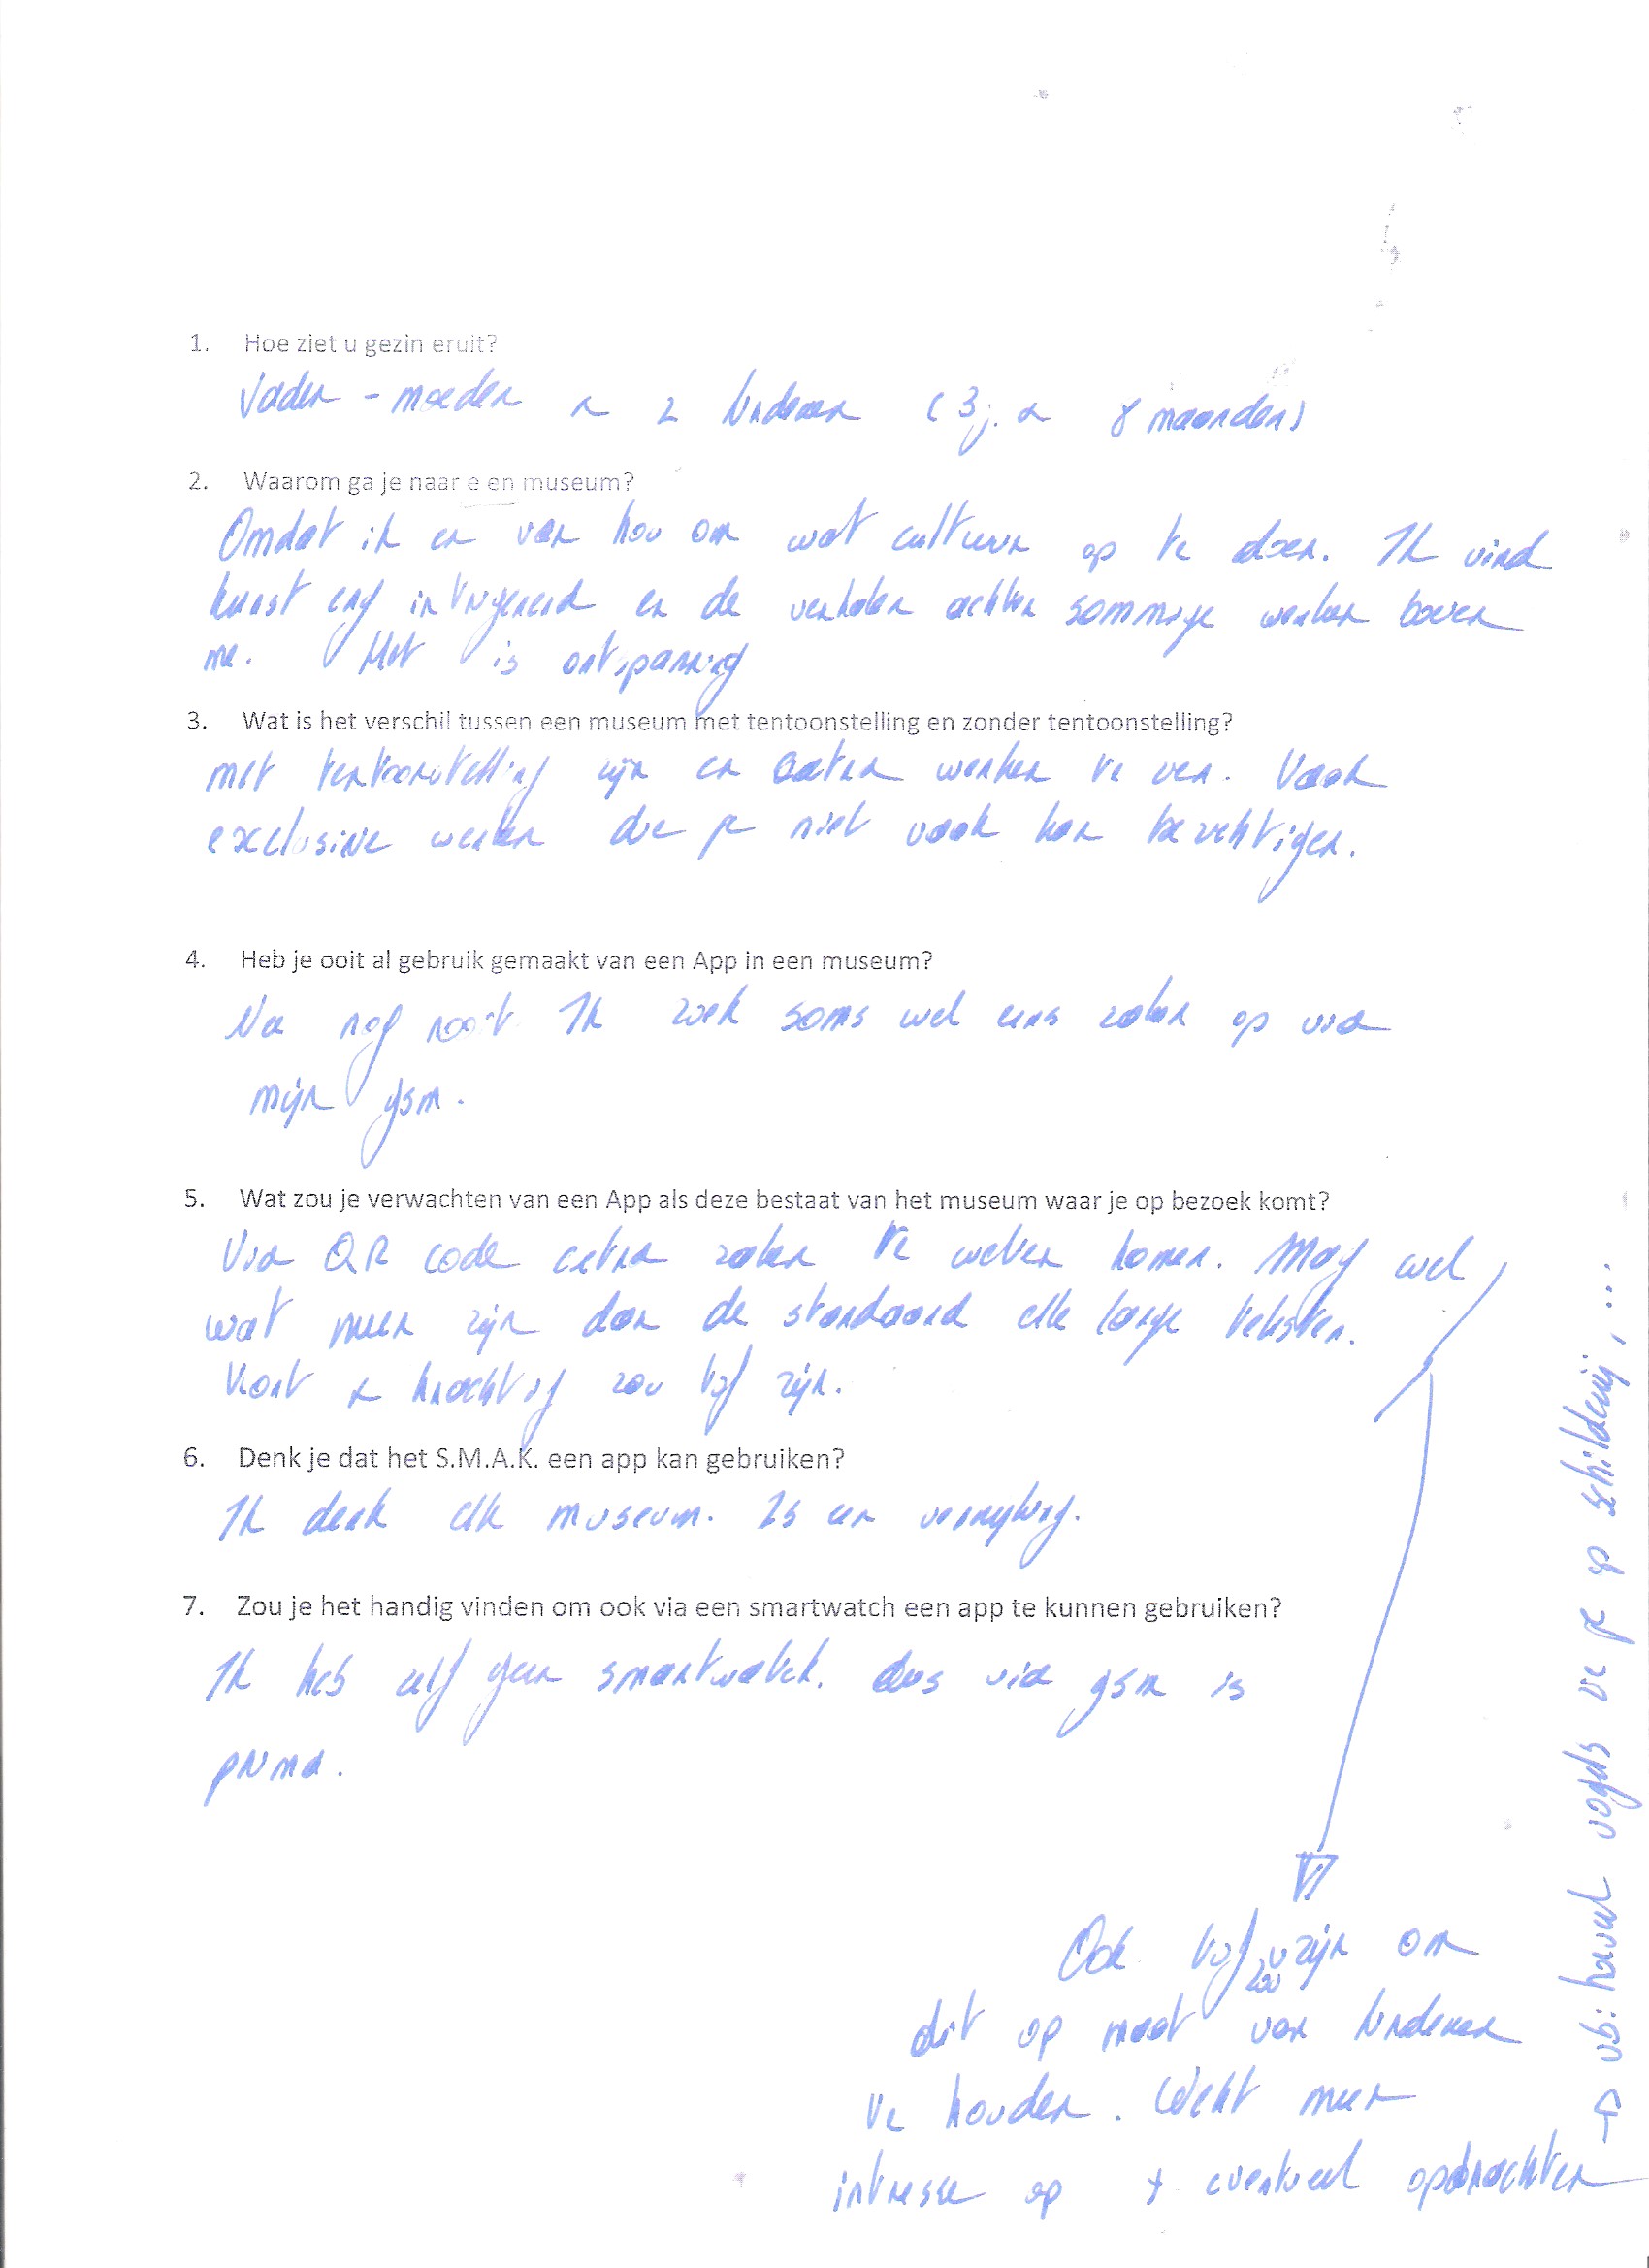 1. Hoe ziet u gezin eruit?
Vader - moeder & 2 kinderen (3j. & 8 maanden)
2. Waarom ga je naar e en museum?
Omdat ik er van hou om wat cultuur op te doen. Ik vind
kunst erg intrigerend en de verhalen achter sommige werken boeien
me. Het is ontspanning
3. Wat is het verschil tussen een museum met tentoonstelling en zonder tentoonstelling?
met tentoonstelling zijn er extra werken te zien. Vaak
exclusive werken die je niet vaak kan bezichtigen.
4. Heb je ooit al gebruik gemaakt van een App in een museum?
Nee nog nooit Ik zoek soms wel eens zaken op via
mijn gsm.
5. Wat zou je verwachten van een App als deze bestaat van het museum waar je op bezoek komt?
Via QR code extra zaken te weten komen. Mag wel
wat meer zijn dan de standaard elle lange teksten.
Kort & krachtig zou tof zijn.
6. Denk je dat het S.M.A.K. een app kan gebruiken?
Ik denk elk museum. Is een verrijking.
7. Zou je het handig vinden om ook via een smartwatch een app te kunnen gebruiken?
Ik heb zelf geen smartwatch. dus via gsm is
prima.
Ook tof zou zijn om
dit op maat van kinderen
te houden. Wekt meer
intresse op + eventueel opdrachten
→ vb: hoeveel vogels zie je op schilderij, ...